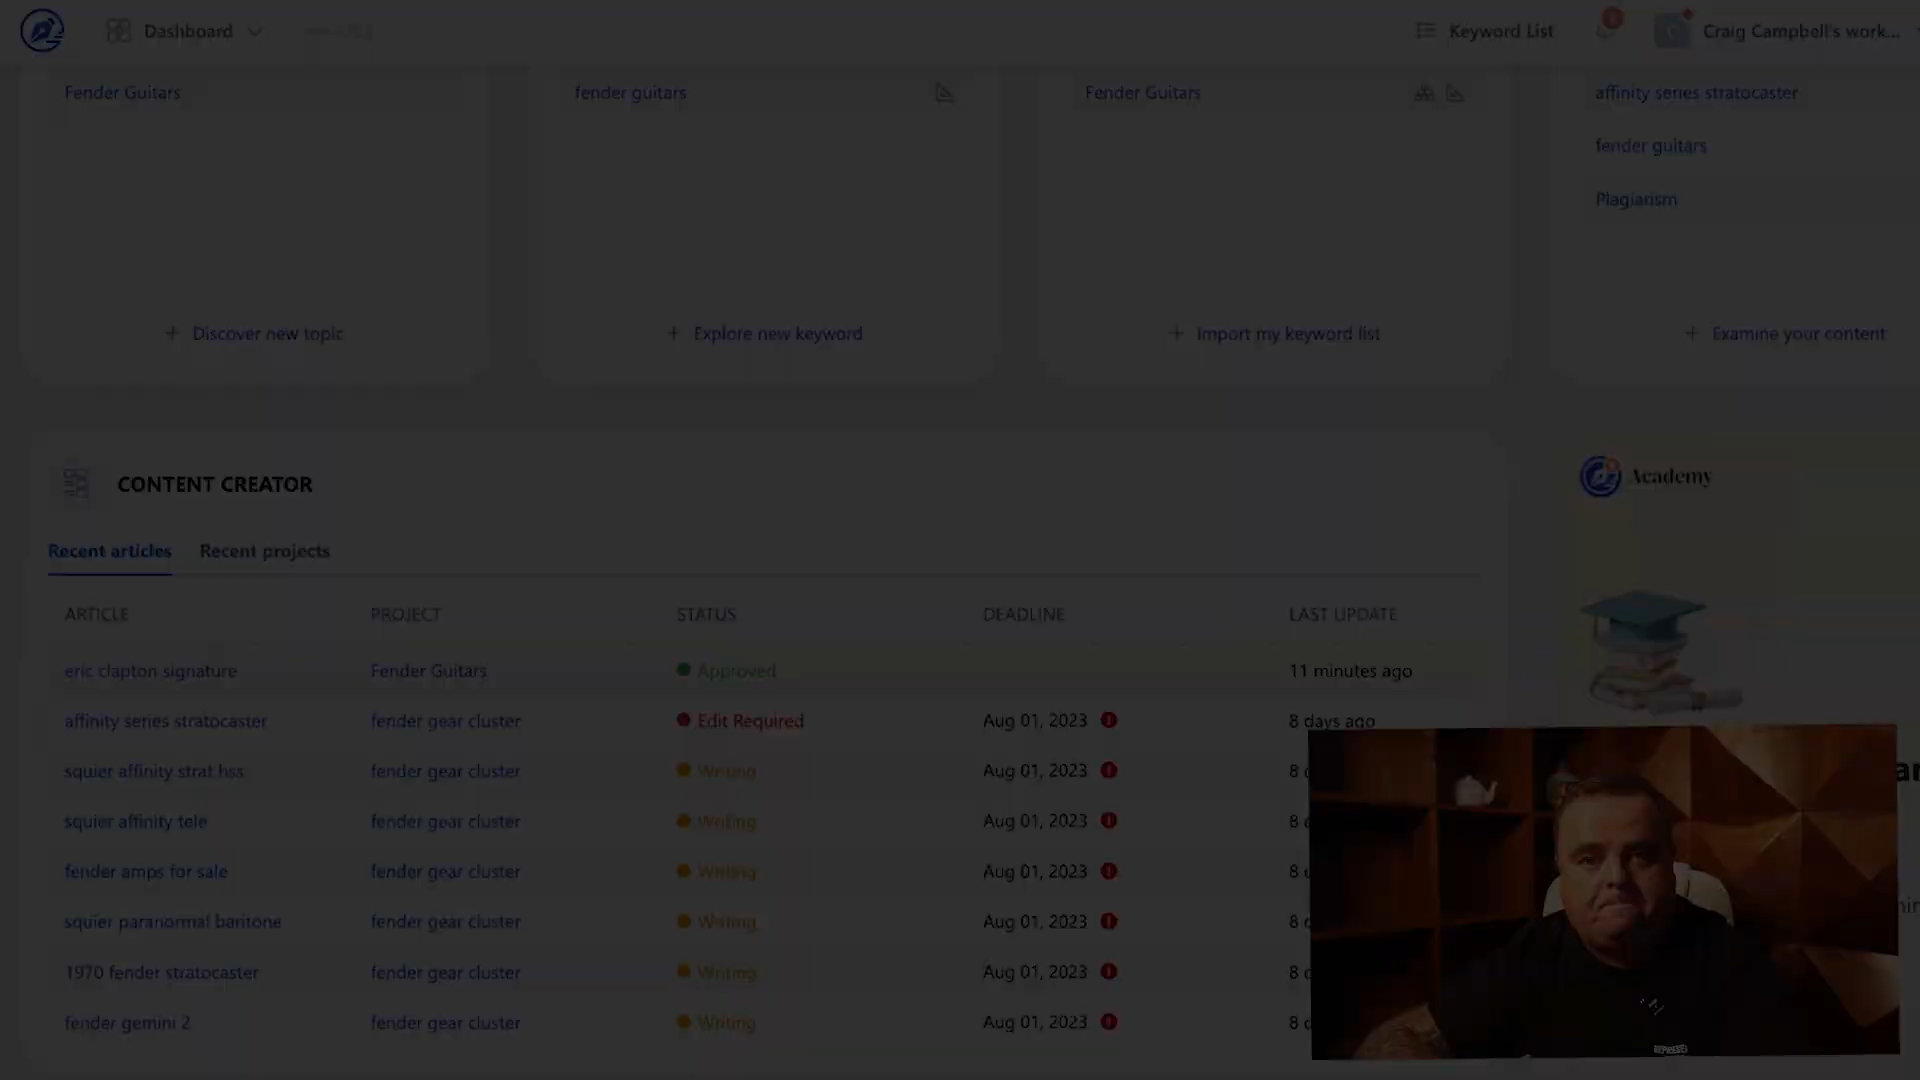 Dashboard
Keyword List
Craig Campbell's work...
Fender Guitars
fender guitars
Fender Guitars
affinity series stratocaster
fender guitars
Plagiarism
+ Discover new topic
+ Explore new keyword
+ Import my keyword list
+ Examine your content
CONTENT CREATOR
Academy
Recent articles Recent projects
ARTICLE PROJECT STATUS DEADLINE LAST UPDATE
eric clapton signature Fender Guitars Approved 11 minutes ago
affinity series stratocaster fender gear cluster Edit Required Aug 01, 2023 8 days ago
squier affinity strat hss fender gear cluster Writing Aug 01, 2023 8
squier affinity tele fender gear cluster Writing Aug 01, 2023 8
fender amps for sale fender gear cluster Writing Aug 01, 2023 8
squier paranormal baritone fender gear cluster Writing Aug 01, 2023 8
1970 fender stratocaster fender gear cluster Writing Aug 01, 2023 8
fender gemini 2 fender gear cluster Writing Aug 01, 2023 8